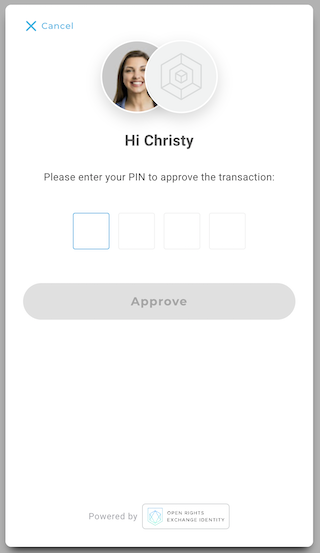 Cancel
Hi Christy
Please enter your PIN to approve the transaction:
Approve
Powered by
OPEN RIGHTS
EXCHANGE IDENTITY